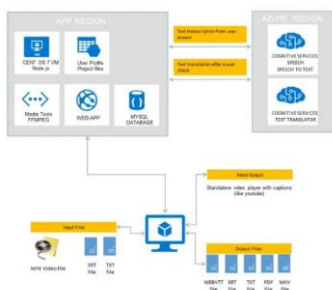 APP REGION
CENT OS 7 VM
Node js
User Profile
Project files
Media Tools
FFMPEG
WEB APP
MYSQL
DATABASE
Text transcription from user
stream
Text translation after user
check
AZURE REGION
COGNITIVE SERVICES
SPEECH
SPEECH TO TEXT
COGNITIVE SERVICES
TEXT TRANSLATOR
Main Output
Standalone video player with captions
(like youtube)
Input Files
MP4 Video file
SRT
file
TXT
file
Output Files
WEBVTT
file
SRT
file
TXT
file
PDF
file
MKV
file